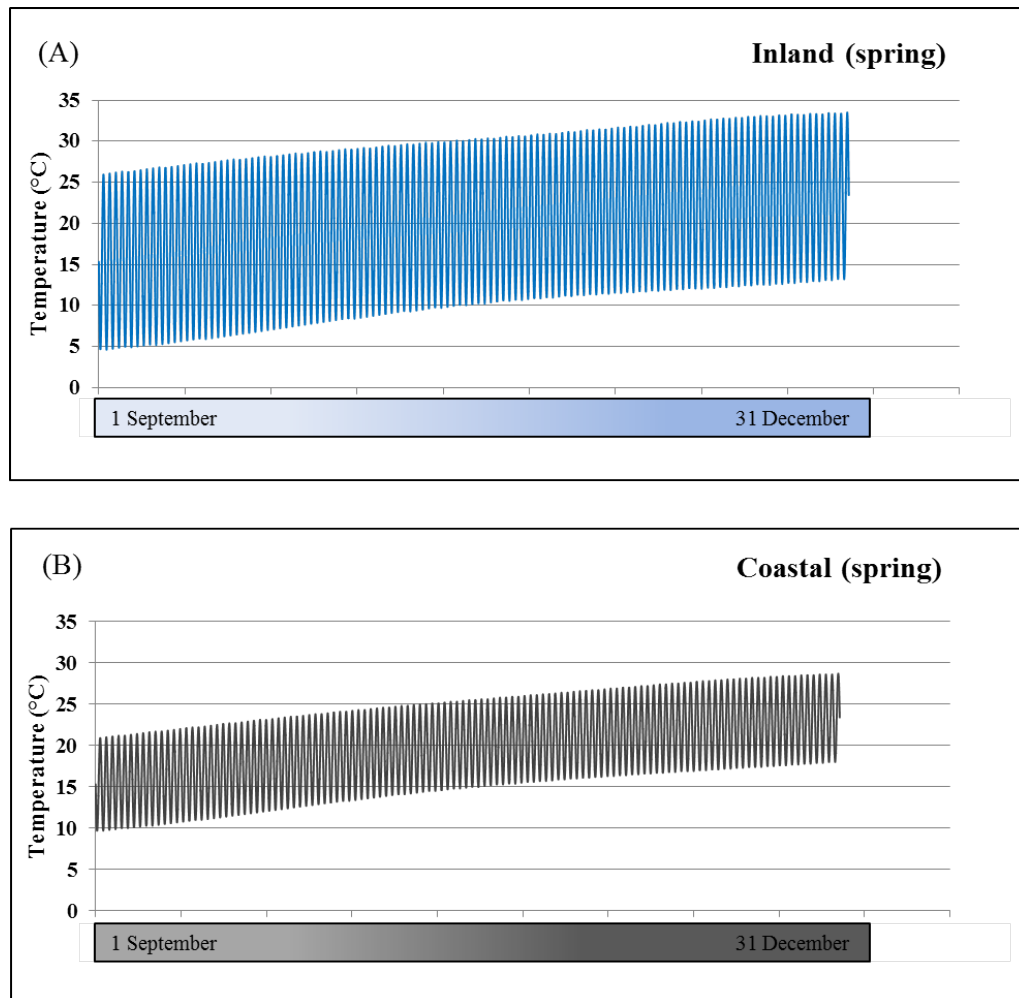 (A)
Inland (spring)
Temperature (°C)
35
30
25
20
15
10
5
0
1 September 31 December
(B)
Coastal (spring)
Temperature (°C)
35
30
25
20
15
10
5
0
1 September 31 December